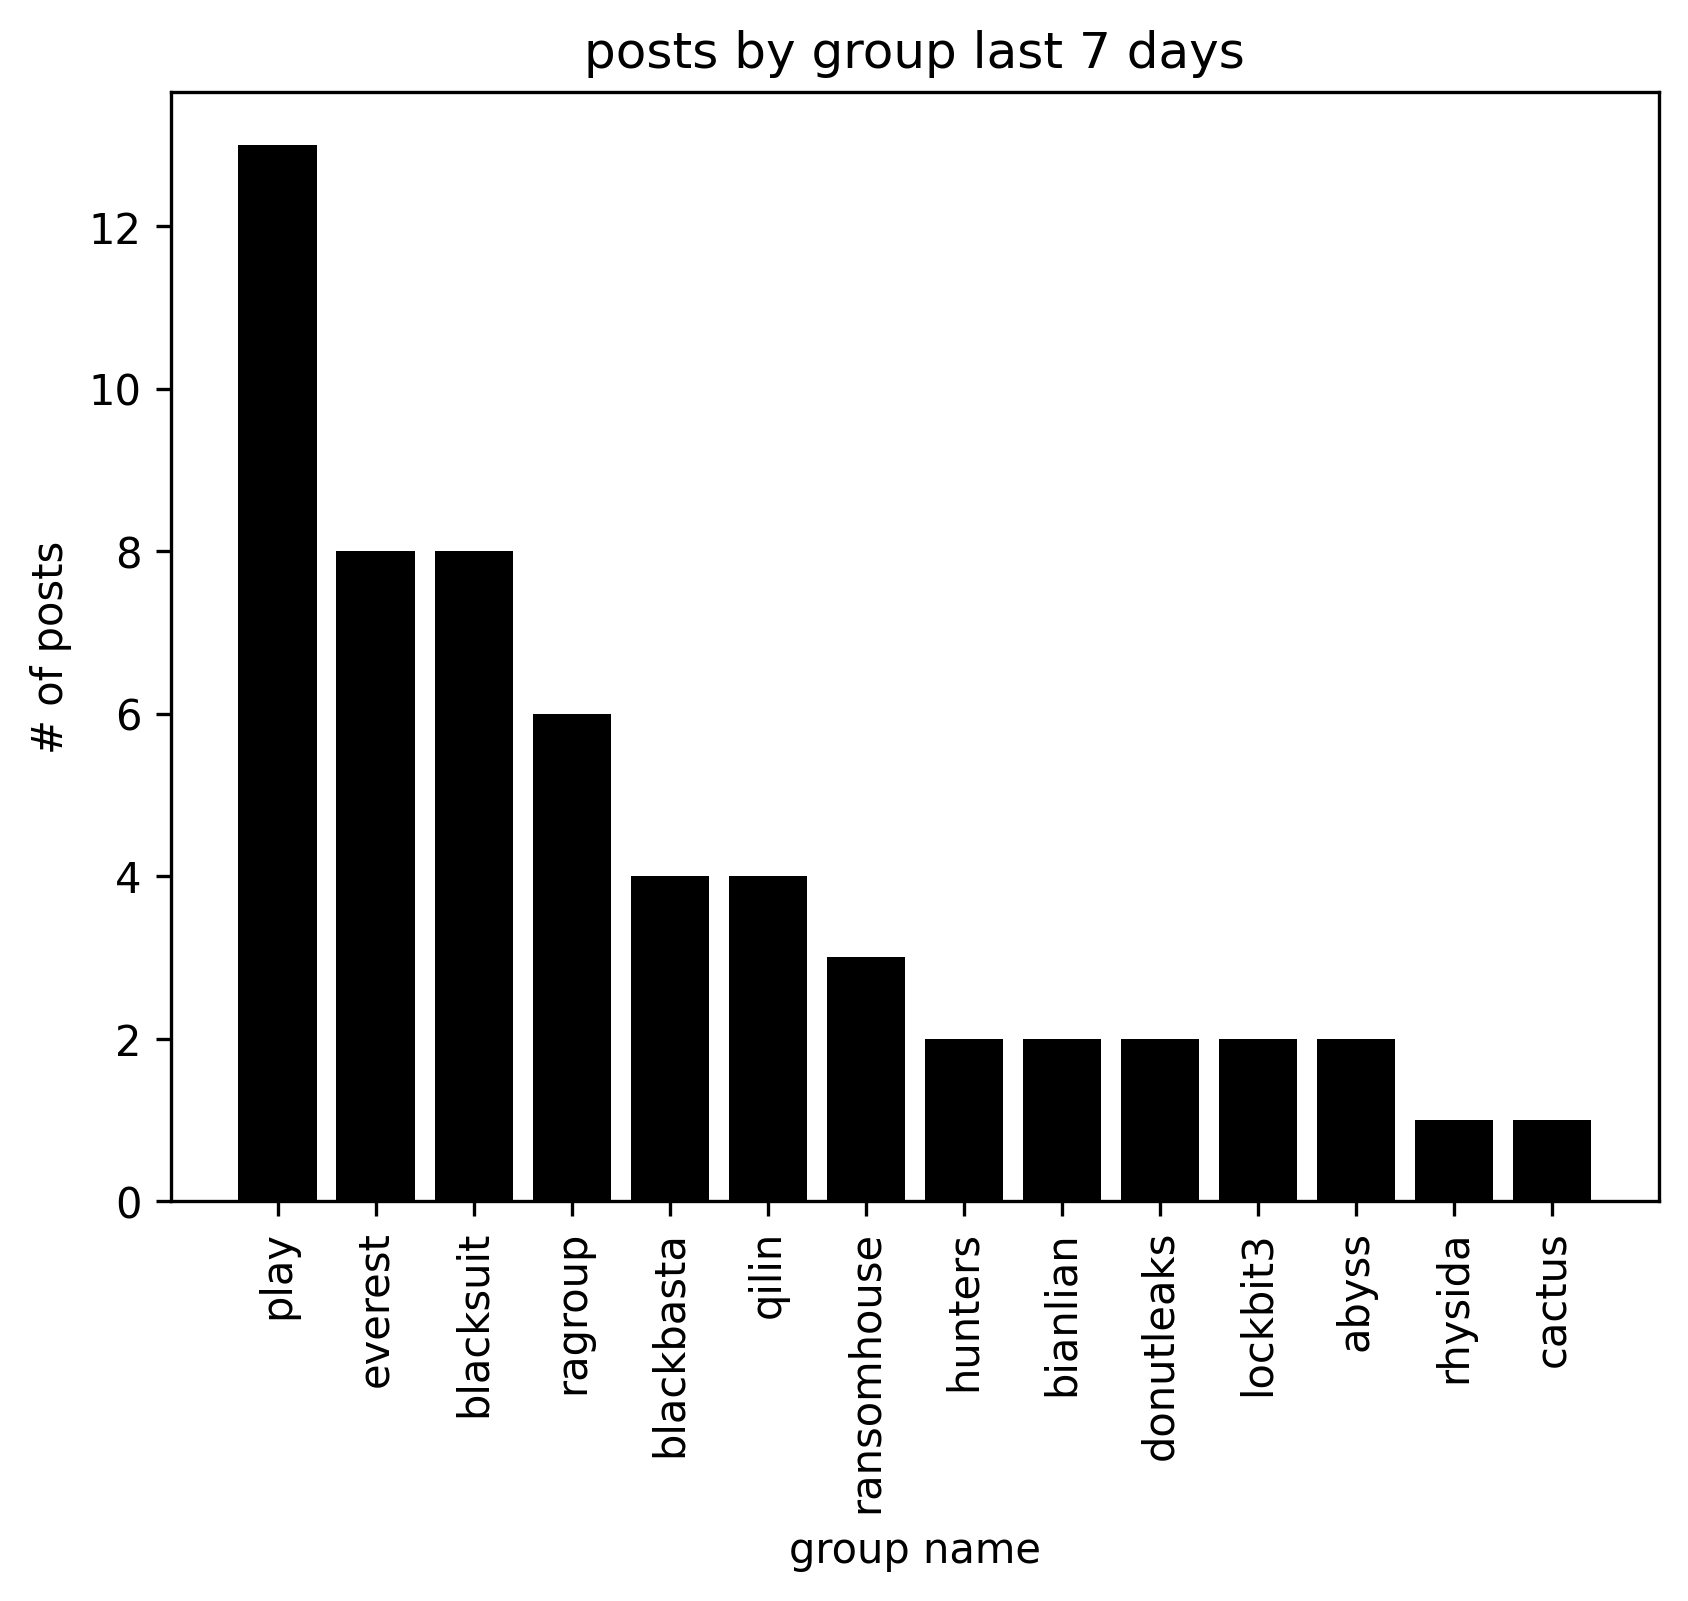 posts by group last 7 days
# of posts
12
10
8
6
4
2
0
play
everest
blacksuit
ragroup
blackbasta
qilin
ransomhouse
hunters
bianlian
donutleaks
lockbit3
abyss
rhysida
cactus
group name